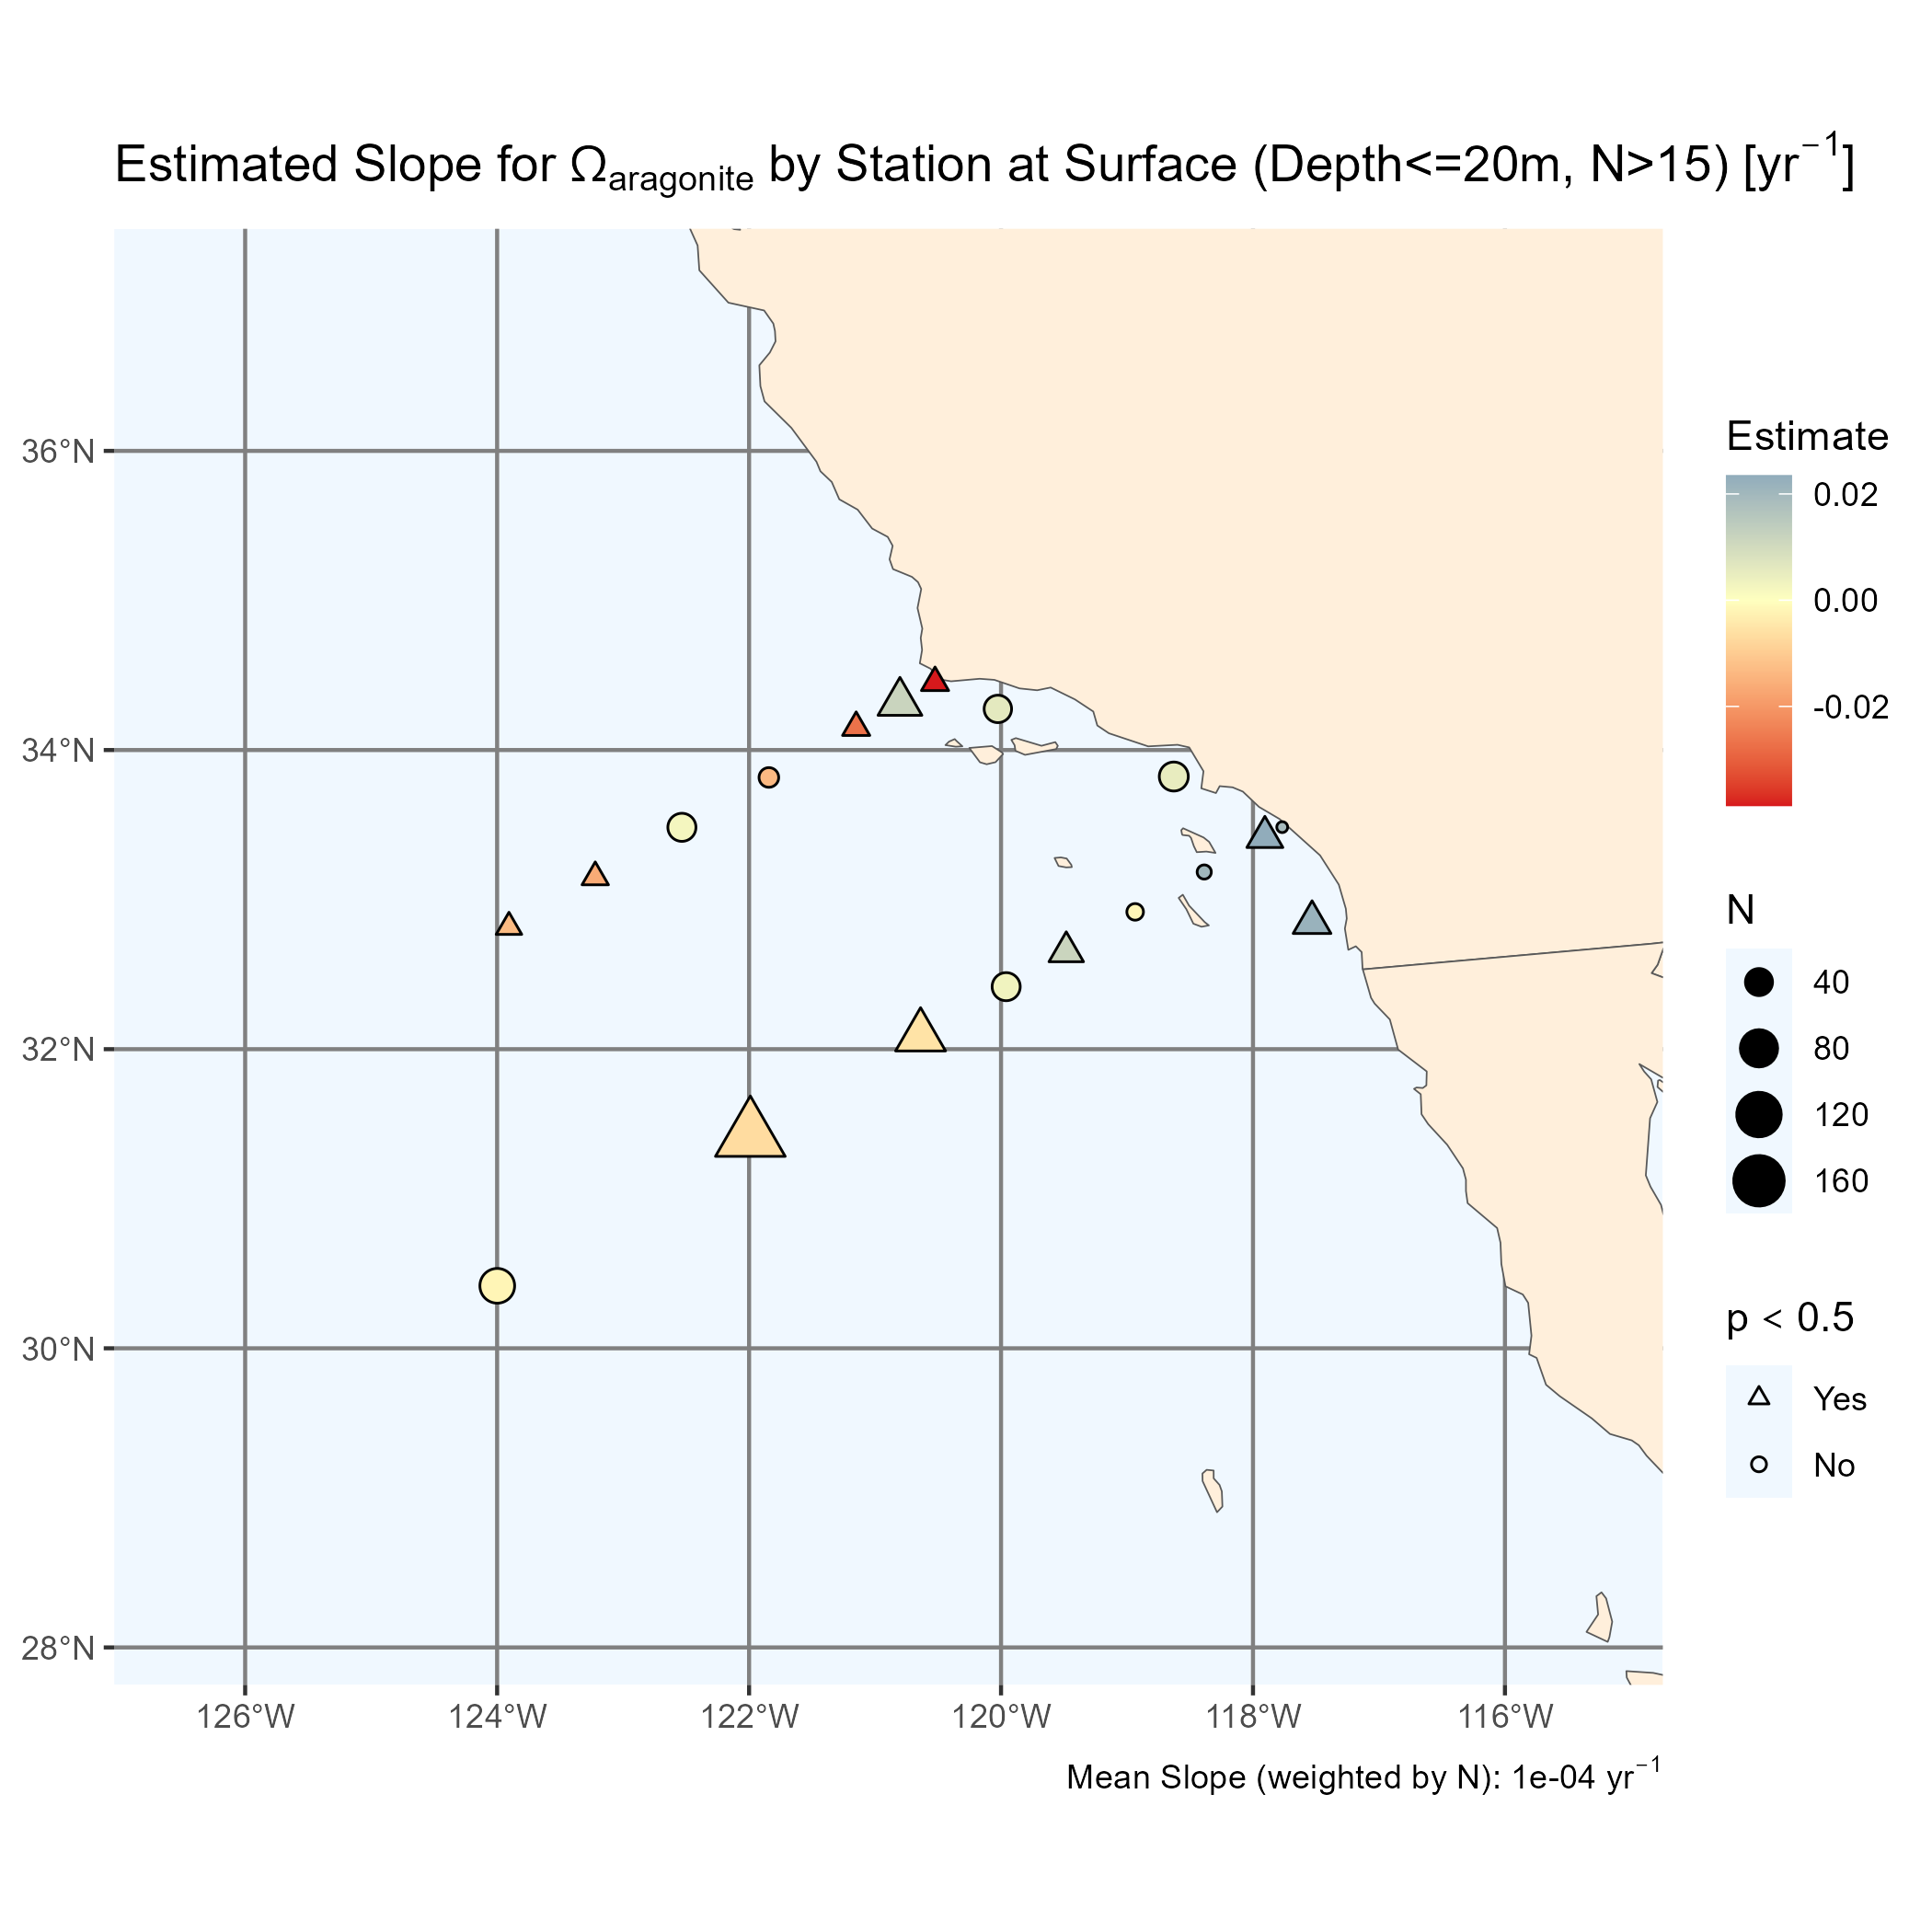 Estimated Slope for Ωaragonite by Station at Surface (Depth<=20m, N>15) [yr−1]
36°N
34°N
32°N
30°N
28°N
126°W 124°W 122°W 120°W 118°W 116°W
Mean Slope (weighted by N): 1e-04 yr−1
Estimate
0.02
0.00
-0.02
N
40
80
120
160
p < 0.5
Yes
No